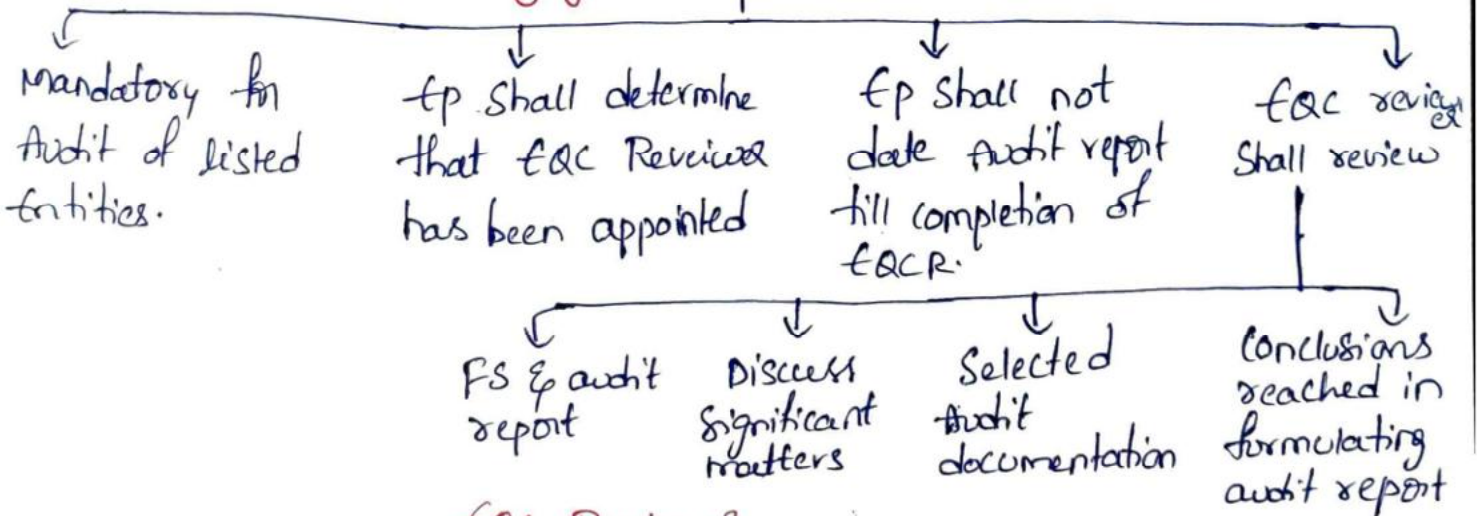 Mandatory for
Audit of listed
Entities.
Ep Shall determine
that EQC Reveiwer
has been appointed
Ep Shall not
date Audit report
till completion of
EQCR.
EQC reviewer
Shall review
FS & audit
report
Discuss
Significant
matters
Selected
Audit
documentation
Conclusions
reached in
formulating
audit report